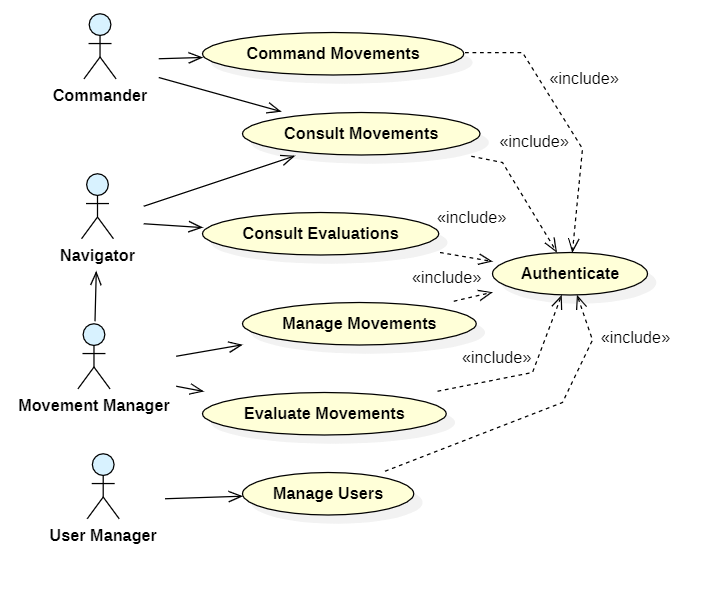 Command Movements
«include»
Commander
Consult Movements
«include»
«include»
Consult Evaluations
Navigator
Authenticate
«include»
Manage Movements
«include»
«include»
Movement Manager
Evaluate Movements
Manage Users
User Manager